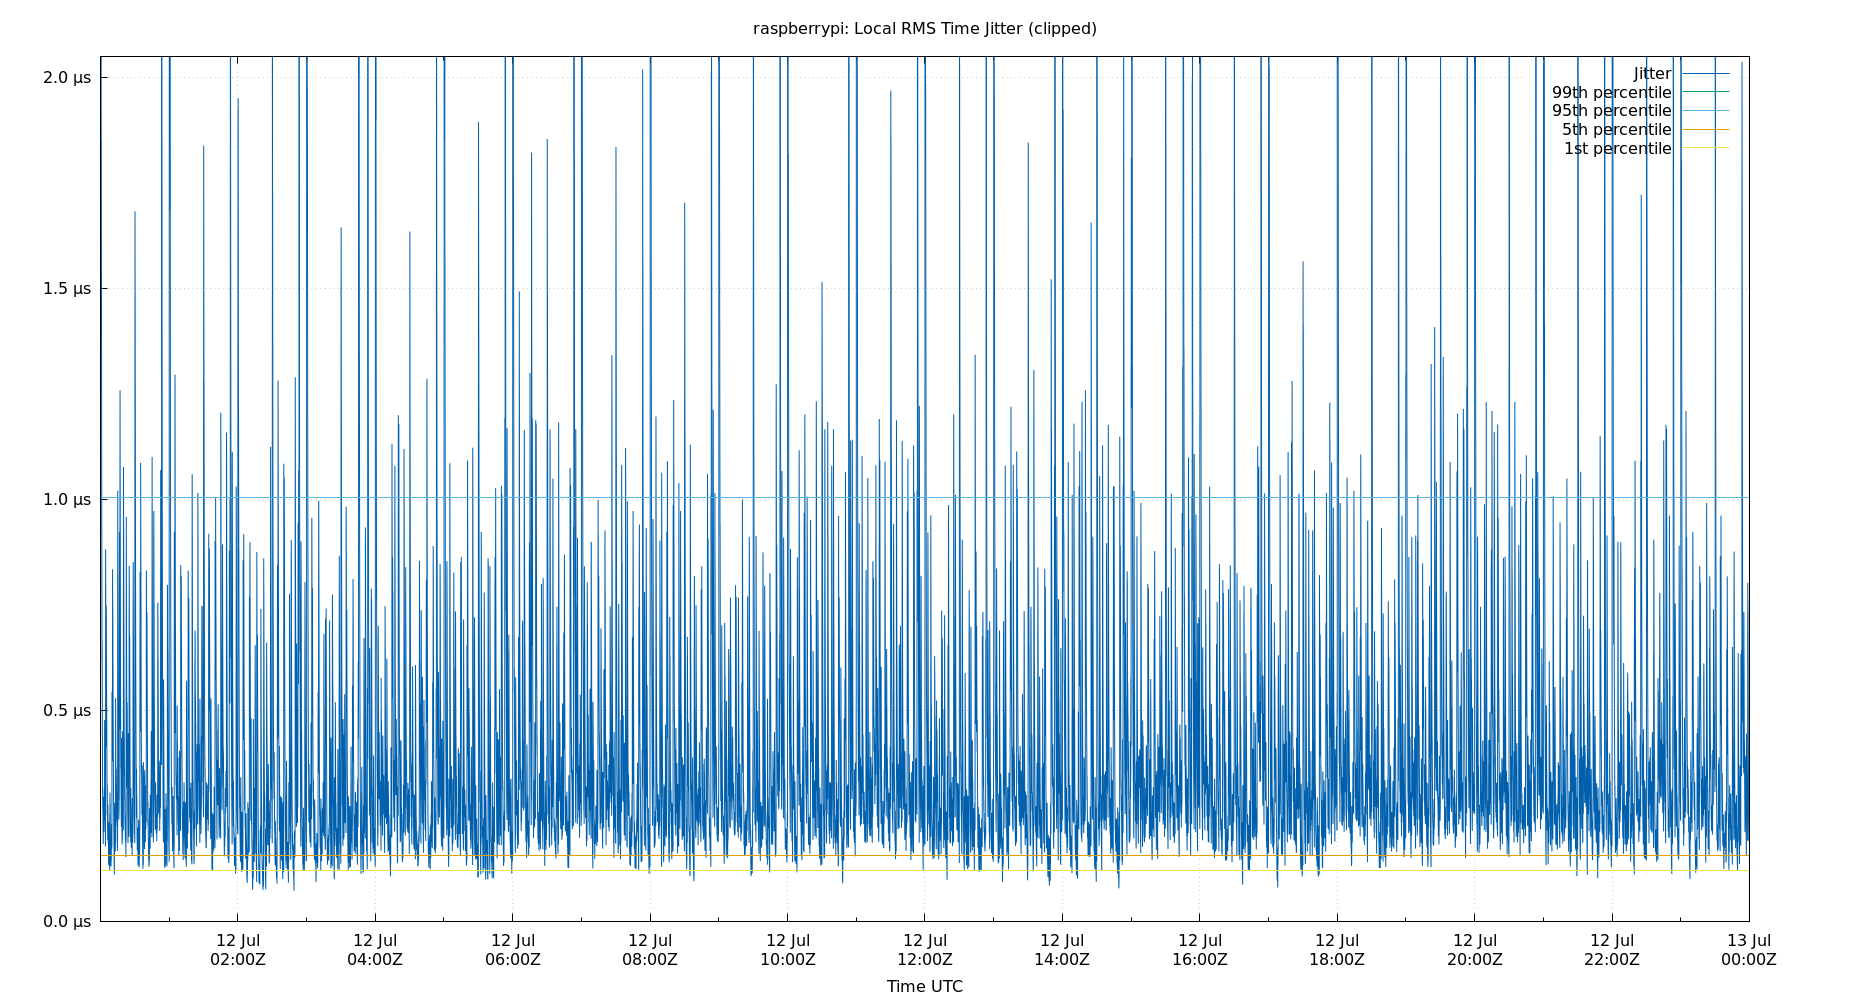 raspberrypi: Local RMS Time Jitter (clipped)
2.0 µs
1.5 µs
1.0 µs
0.5 µs
0.0 µs
Jitter
99th percentile
95th percentile
5th percentile
1st percentile
12 Jul 12 Jul 12 Jul 12 Jul 12 Jul 12 Jul 12 Jul 12 Jul 12 Jul 12 Jul 12 Jul 13 Jul
02:00Z 04:00Z 06:00Z 08:00Z 10:00Z 12:00Z 14:00Z 16:00Z 18:00Z 20:00Z 22:00Z 00:00Z
Time UTC